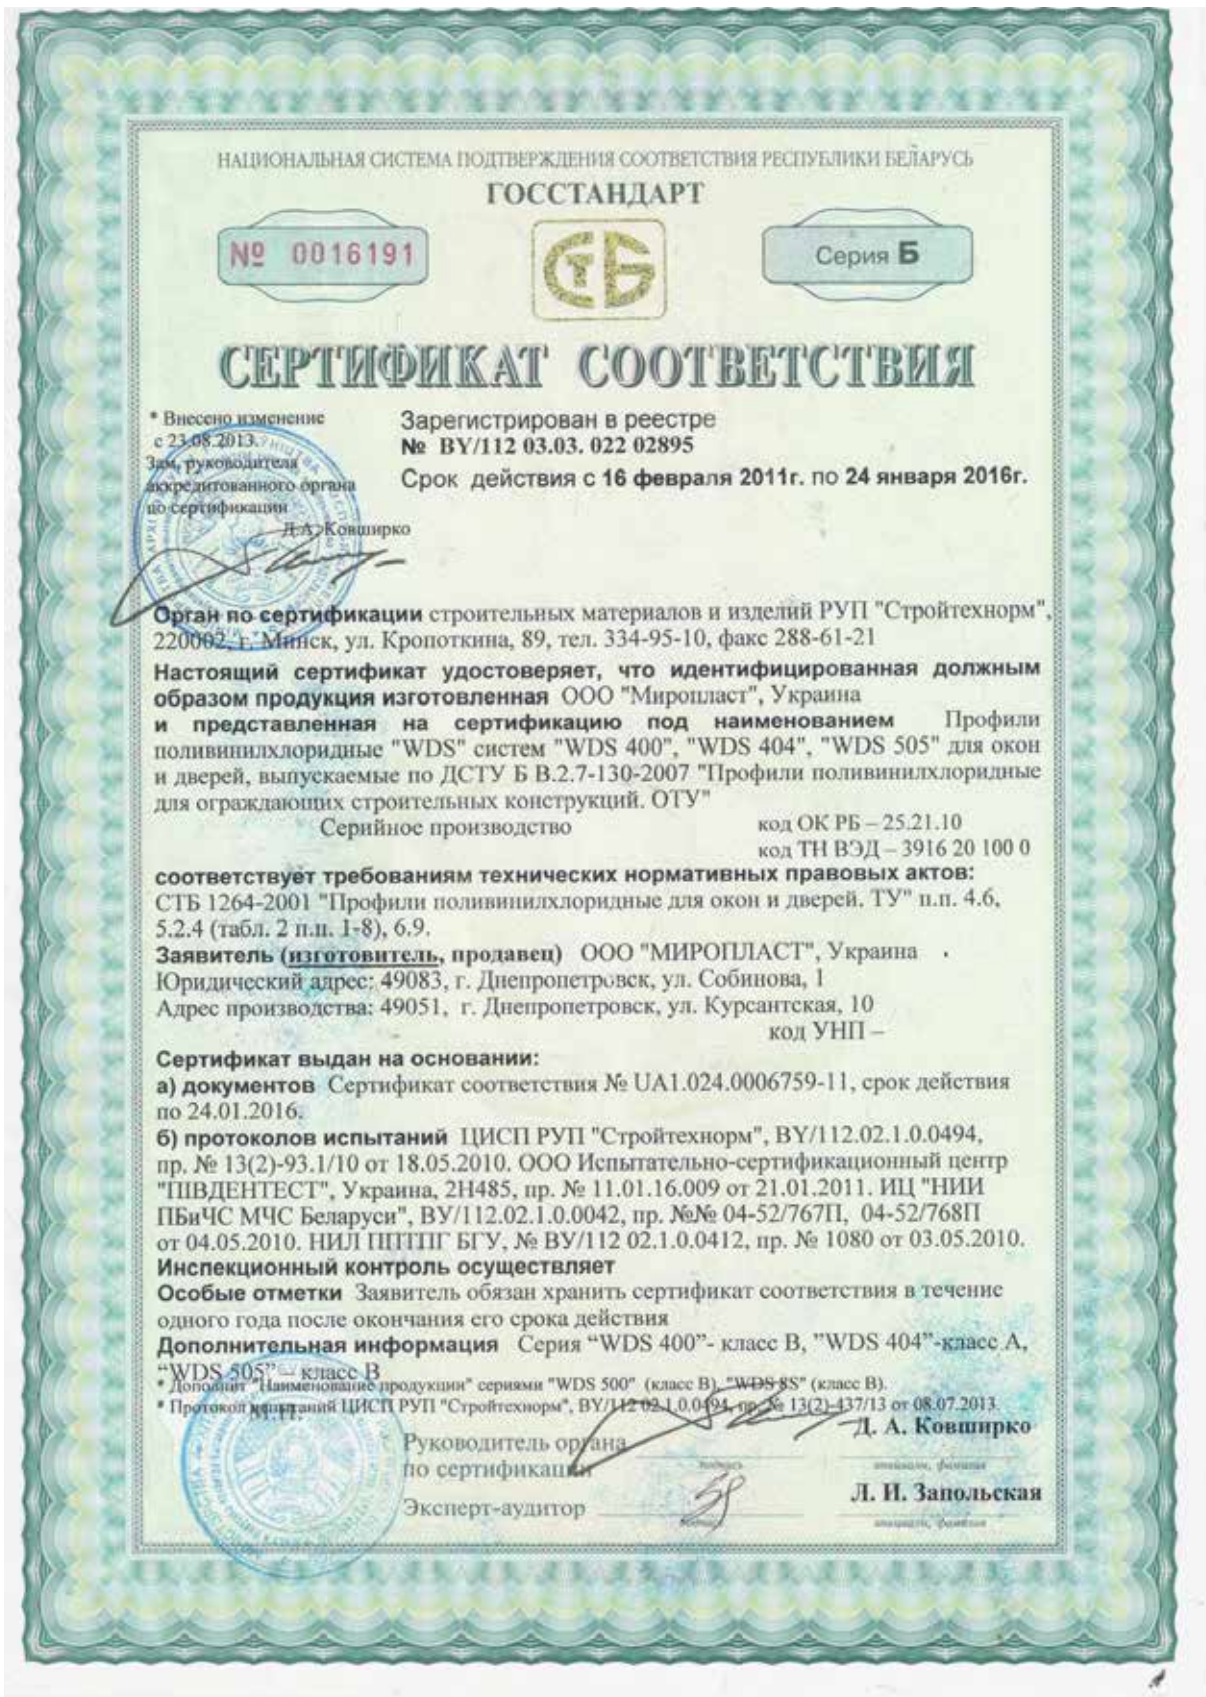 НАЦИОНАЛЬНАЯ СИСТЕМА ПОДТВЕРЖДЕНИЯ СООТВЕТСТВИЯ РЕСПУБЛИКИ БЕЛАРУСЬ
ГОССТАНДАРТ
№ 0016191
СТБ
Серия Б
СЕРТИФИКАТ СООТВЕТСТВИЯ
* Внесено изменение
с 23.08.2013.
Зам. руководителя
аккредитованного органа
по сертификации
Д.А. Ковширко
Зарегистрирован в реестре
№ BY/112 03.03. 022 02895
Срок действия с 16 февраля 2011г. по 24 января 2016г.
Орган по сертификации строительных материалов и изделий РУП "Стройтехнорм",
220002, г. Минск, ул. Кропоткина, 89, тел. 334-95-10, факс 288-61-21
Настоящий сертификат удостоверяет, что идентифицированная должным
образом продукция изготовленная ООО "Миропласт", Украина
и представленная на сертификацию под наименованием Профили
поливинилхлоридные "WDS" систем "WDS 400", "WDS 404", "WDS 505" для окон
и дверей, выпускаемые по ДСТУ Б В.2.7-130-2007 "Профили поливинилхлоридные
для ограждающих строительных конструкций. ОТУ"
Серийное производство
код ОК РБ – 25.21.10
код ТН ВЭД – 3916 20 100 0
соответствует требованиям технических нормативных правовых актов:
СТБ 1264-2001 "Профили поливинилхлоридные для окон и дверей. ТУ" п.п. 4.6,
5.2.4 (табл. 2 п.п. 1-8), 6.9.
Заявитель (изготовитель, продавец) ООО "МИРОПЛАСТ", Украина
Юридический адрес: 49083, г. Днепропетровск, ул. Собинова, 1
Адрес производства: 49051, г. Днепропетровск, ул. Курсантская, 10
код УНП –
Сертификат выдан на основании:
а) документов Сертификат соответствия № UA1.024.0006759-11, срок действия
по 24.01.2016.
б) протоколов испытаний ЦИСП РУП "Стройтехнорм", BY/112.02.1.0.0494,
пр. № 13(2)-93.1/10 от 18.05.2010. ООО Испытательно-сертификационный центр
"ПІВДЕНТЕСТ", Украина, 2Н485, пр. № 11.01.16.009 от 21.01.2011. ИЦ "НИИ
ПБиЧС МЧС Беларуси", BY/112.02.1.0.0042, пр. №№ 04-52/767П, 04-52/768П
от 04.05.2010. НИЛ ППТПГ БГУ, № BY/112 02.1.0.0412, пр. № 1080 от 03.05.2010.
Инспекционный контроль осуществляет
Особые отметки Заявитель обязан хранить сертификат соответствия в течение
одного года после окончания его срока действия
Дополнительная информация Серия “WDS 400”- класс В, ”WDS 404”-класс А,
“WDS 505” – класс В
* Дополнит "Наименование продукции" сериями "WDS 500" (класс В), "WDS 8S" (класс В).
* Протокол испытаний ЦИСП РУП "Стройтехнорм", BY/112 02.1.0.0494, пр. № 13(2)-437/13 от 08.07.2013.
М.П.
Д. А. Ковширко
Руководитель органа
по сертификации
подпись
инициалы, фамилия
Л. И. Запольская
Эксперт-аудитор
подпись
инициалы, фамилия